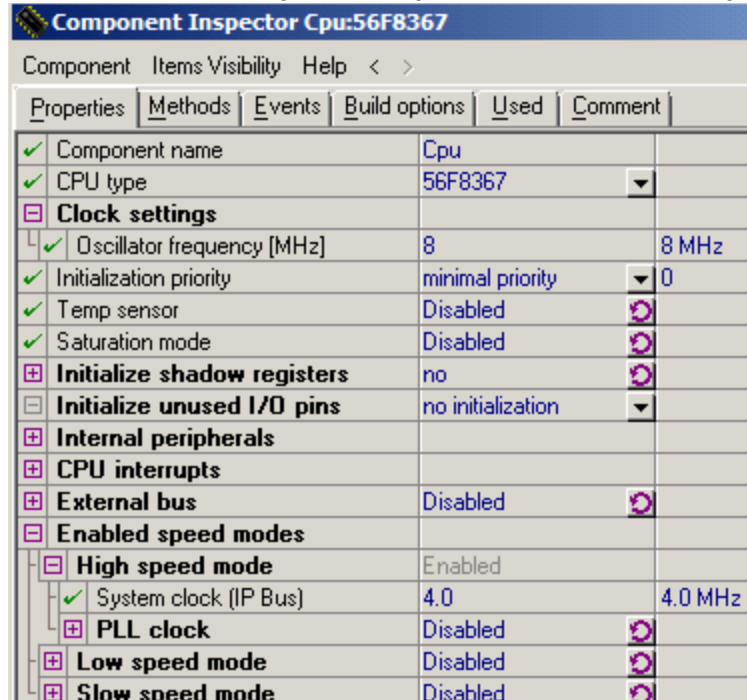 Component Inspector Cpu:56F8367
Component Items Visibility Help < >
Properties Methods Events Build options Used Comment
Component name Cpu
CPU type 56F8367
Clock settings
Oscillator frequency [MHz] 8 8 MHz
Initialization priority minimal priority 0
Temp sensor Disabled
Saturation mode Disabled
Initialize shadow registers no
Initialize unused I/O pins no initialization
Internal peripherals
CPU interrupts
External bus Disabled
Enabled speed modes
High speed mode Enabled
System clock (IP Bus) 4.0 4.0 MHz
PLL clock Disabled
Low speed mode Disabled
Slow speed mode Disabled